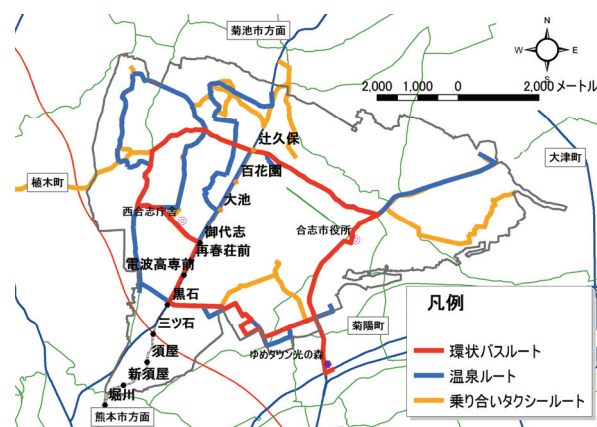 菊池市方面
N
W E
S
2,000 1,000 0 2,000 メートル
辻久保
大津町
百花園
植木町
大池
西合志庁舎
御代志
合志市役所
再春荘前
電波高専前
黒石
凡例
三ツ石
菊陽町
ゆめタウン光の森
環状バスルート
須屋
温泉ルート
新須屋
乗り合いタクシールート
堀川
熊本市方面